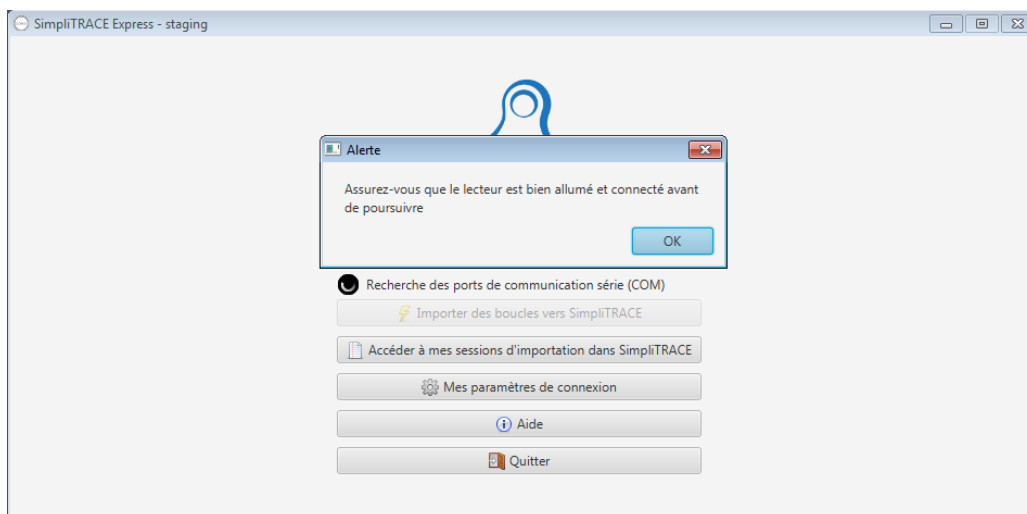 SimpliTRACE Express - staging
Alerte
Assurez-vous que le lecteur est bien allumé et connecté avant
de poursuivre
OK
Recherche des ports de communication série (COM)
Importer des boucles vers SimpliTRACE
Accéder à mes sessions d'importation dans SimpliTRACE
Mes paramètres de connexion
Aide
Quitter